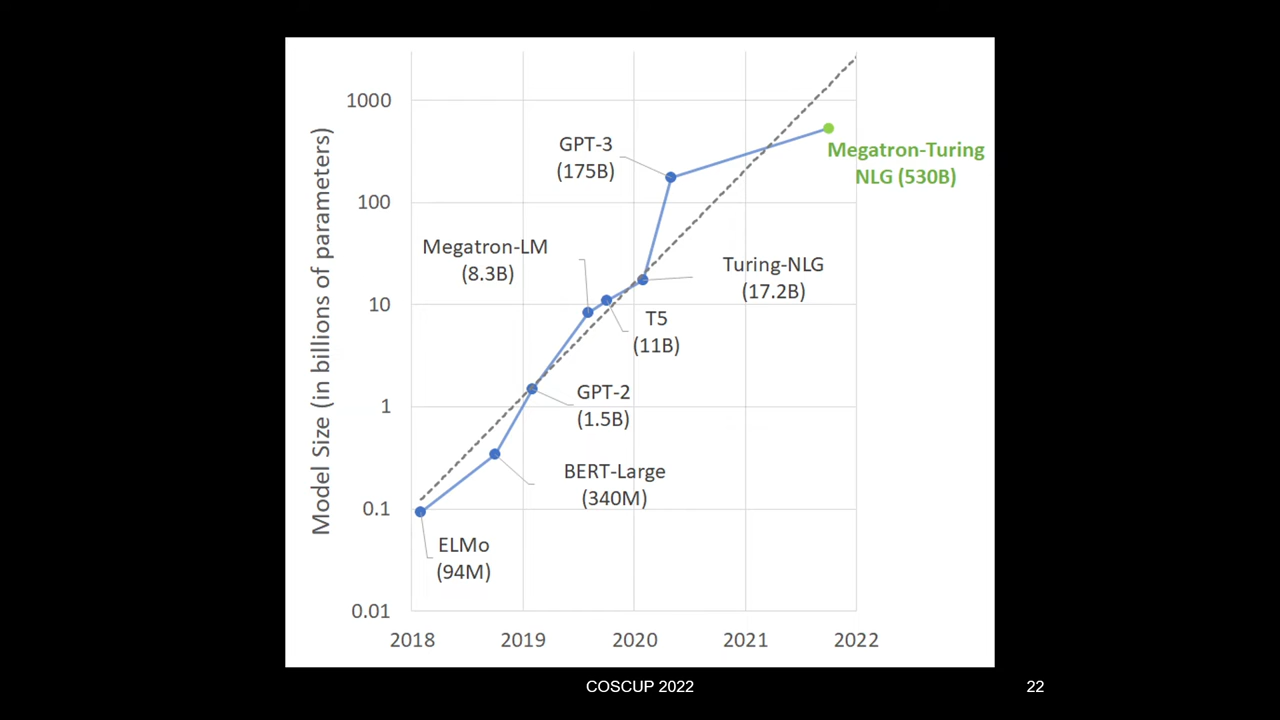 Model Size (in billions of parameters)
1000
100
10
1
0.1
0.01
2018
2019
2020
2021
2022
ELMo
(94M)
BERT-Large
(340M)
GPT-2
(1.5B)
Megatron-LM
(8.3B)
T5
(11B)
Turing-NLG
(17.2B)
GPT-3
(175B)
Megatron-Turing
NLG (530B)
COSCUP 2022
22